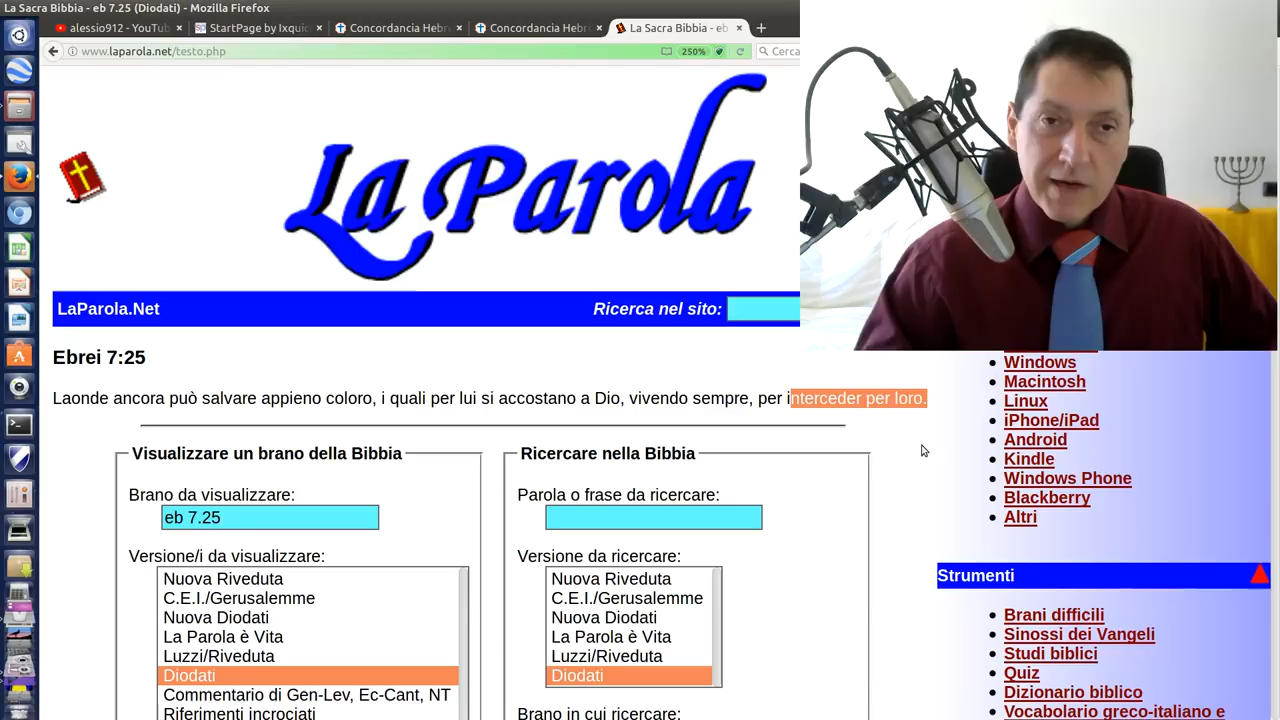 La Sacra Bibbia - eb 7.25 (Diodati) - Mozilla Firefox
alessio912 - YouTub
StartPage by Ixquic
Concordanzia Hebre
Concordanzia Hebre
La Sacra Bibbia - eb
www.laparola.net/testo.php
250%
Cerca
La Parola
LaParola.Net
Ricerca nel sito:
Ebrei 7:25
Laonde ancora può salvare appieno coloro, i quali per lui si accostano a Dio, vivendo sempre, per interceder per loro.
Visualizzare un brano della Bibbia
Brano da visualizzare:
eb 7.25
Versione/i da visualizzare:
Nuova Riveduta
C.E.I./Gerusalemme
Nuova Diodati
La Parola è Vita
Luzzi/Riveduta
Diodati
Commentario di Gen-Lev, Ec-Cant, NT
Riferimenti incrociati
Ricercare nella Bibbia
Parola o frase da ricercare:
Versione da ricercare:
Nuova Riveduta
C.E.I./Gerusalemme
Nuova Diodati
La Parola è Vita
Luzzi/Riveduta
Diodati
Brano in cui ricercare:
Windows
Macintosh
Linux
iPhone/iPad
Android
Kindle
Windows Phone
Blackberry
Altri
Strumenti
Brani difficili
Sinossi dei Vangeli
Studi biblici
Quiz
Dizionario biblico
Vocabolario greco-italiano e